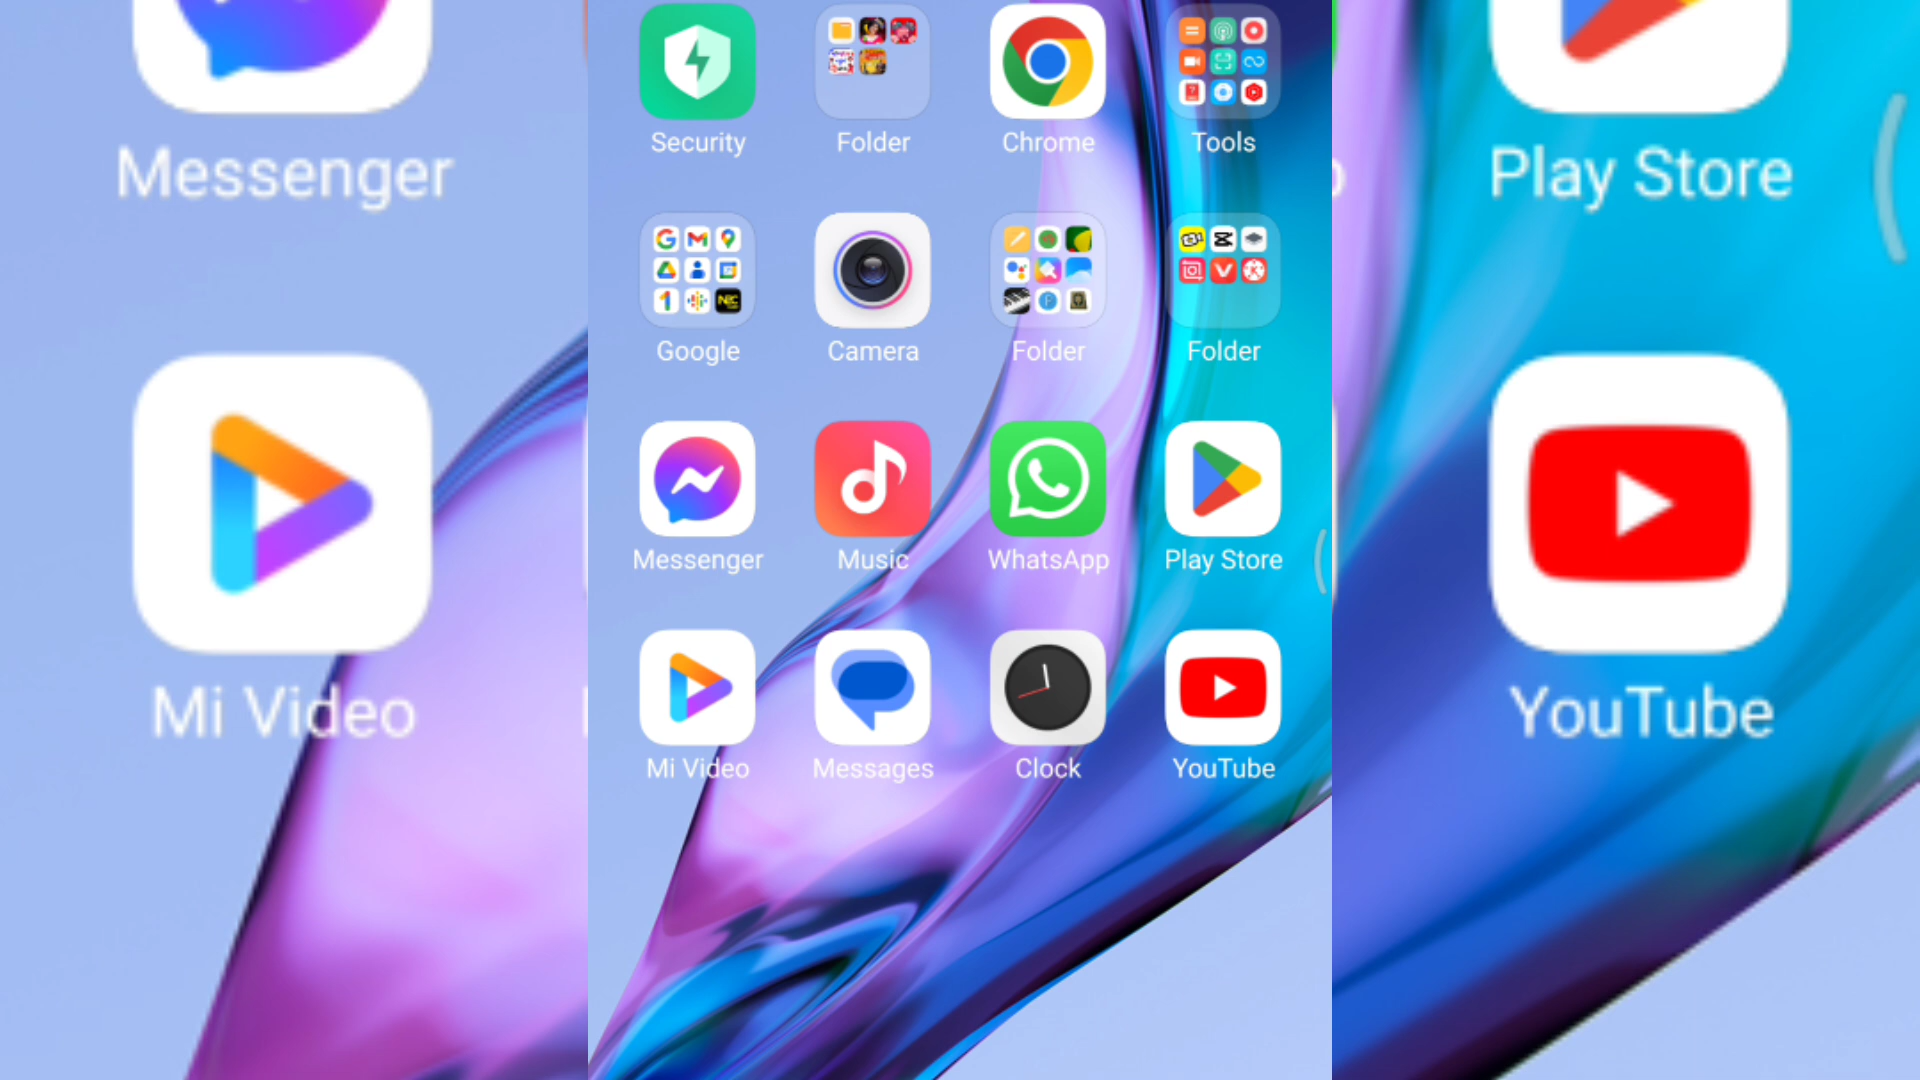 Security Folder Chrome Tools
Google Camera Folder Folder
Messenger Music WhatsApp Play Store
Mi Video Messages Clock YouTube
Messenger
Mi Video
Play Store
YouTube